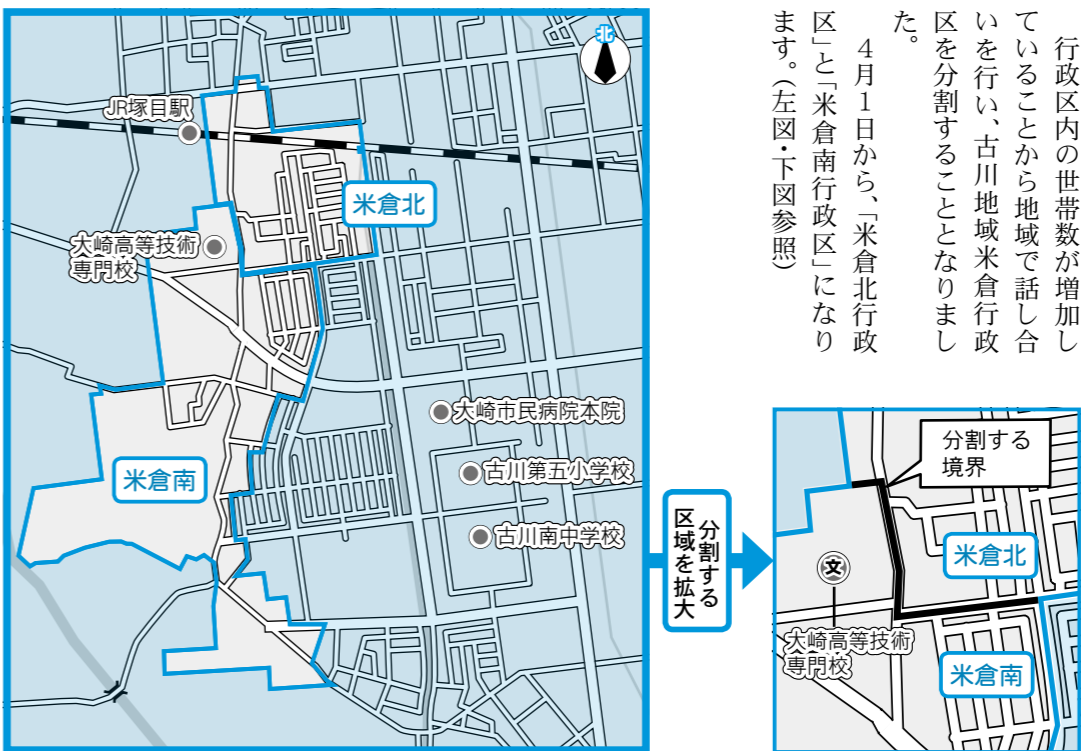 行政区内の世帯数が増加し
ていることから地域で話し合
いを行い、古川地域米倉行政
区を分割することとなりまし
た。
４月１日から、「米倉北行政
区」と「米倉南行政区」になり
ます。（左図・下図参照）
北
JR塚目駅
米倉北
大崎高等技術
専門校
大崎市民病院本院
米倉南
古川第五小学校
古川南中学校
分割する
区域を拡大
分割する
境界
米倉北
文
大崎高等技術
専門校
米倉南